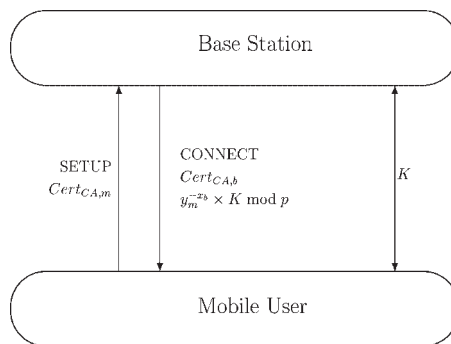 Base Station
SETUP
Cert_{CA,m}
CONNECT
Cert_{CA,b}
y_m^{-x_b} × K mod p
K
Mobile User